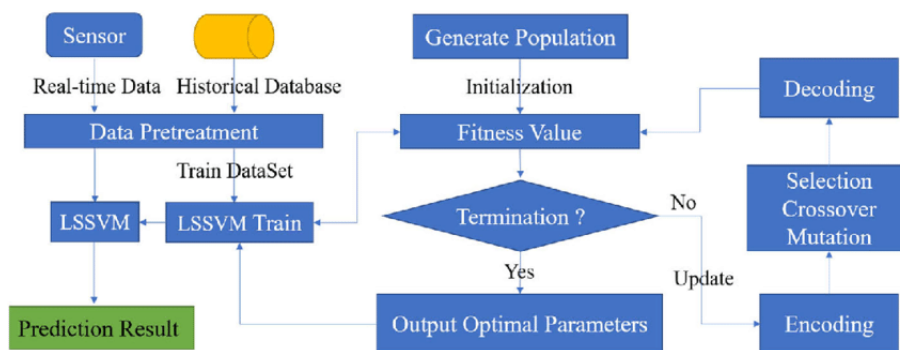 Sensor
Generate Population
Real-time Data
Historical Database
Initialization
Decoding
Data Pretreatment
Fitness Value
Train DataSet
Selection
Crossover
Mutation
LSSVM
LSSVM Train
Termination ?
No
Yes
Update
Prediction Result
Output Optimal Parameters
Encoding